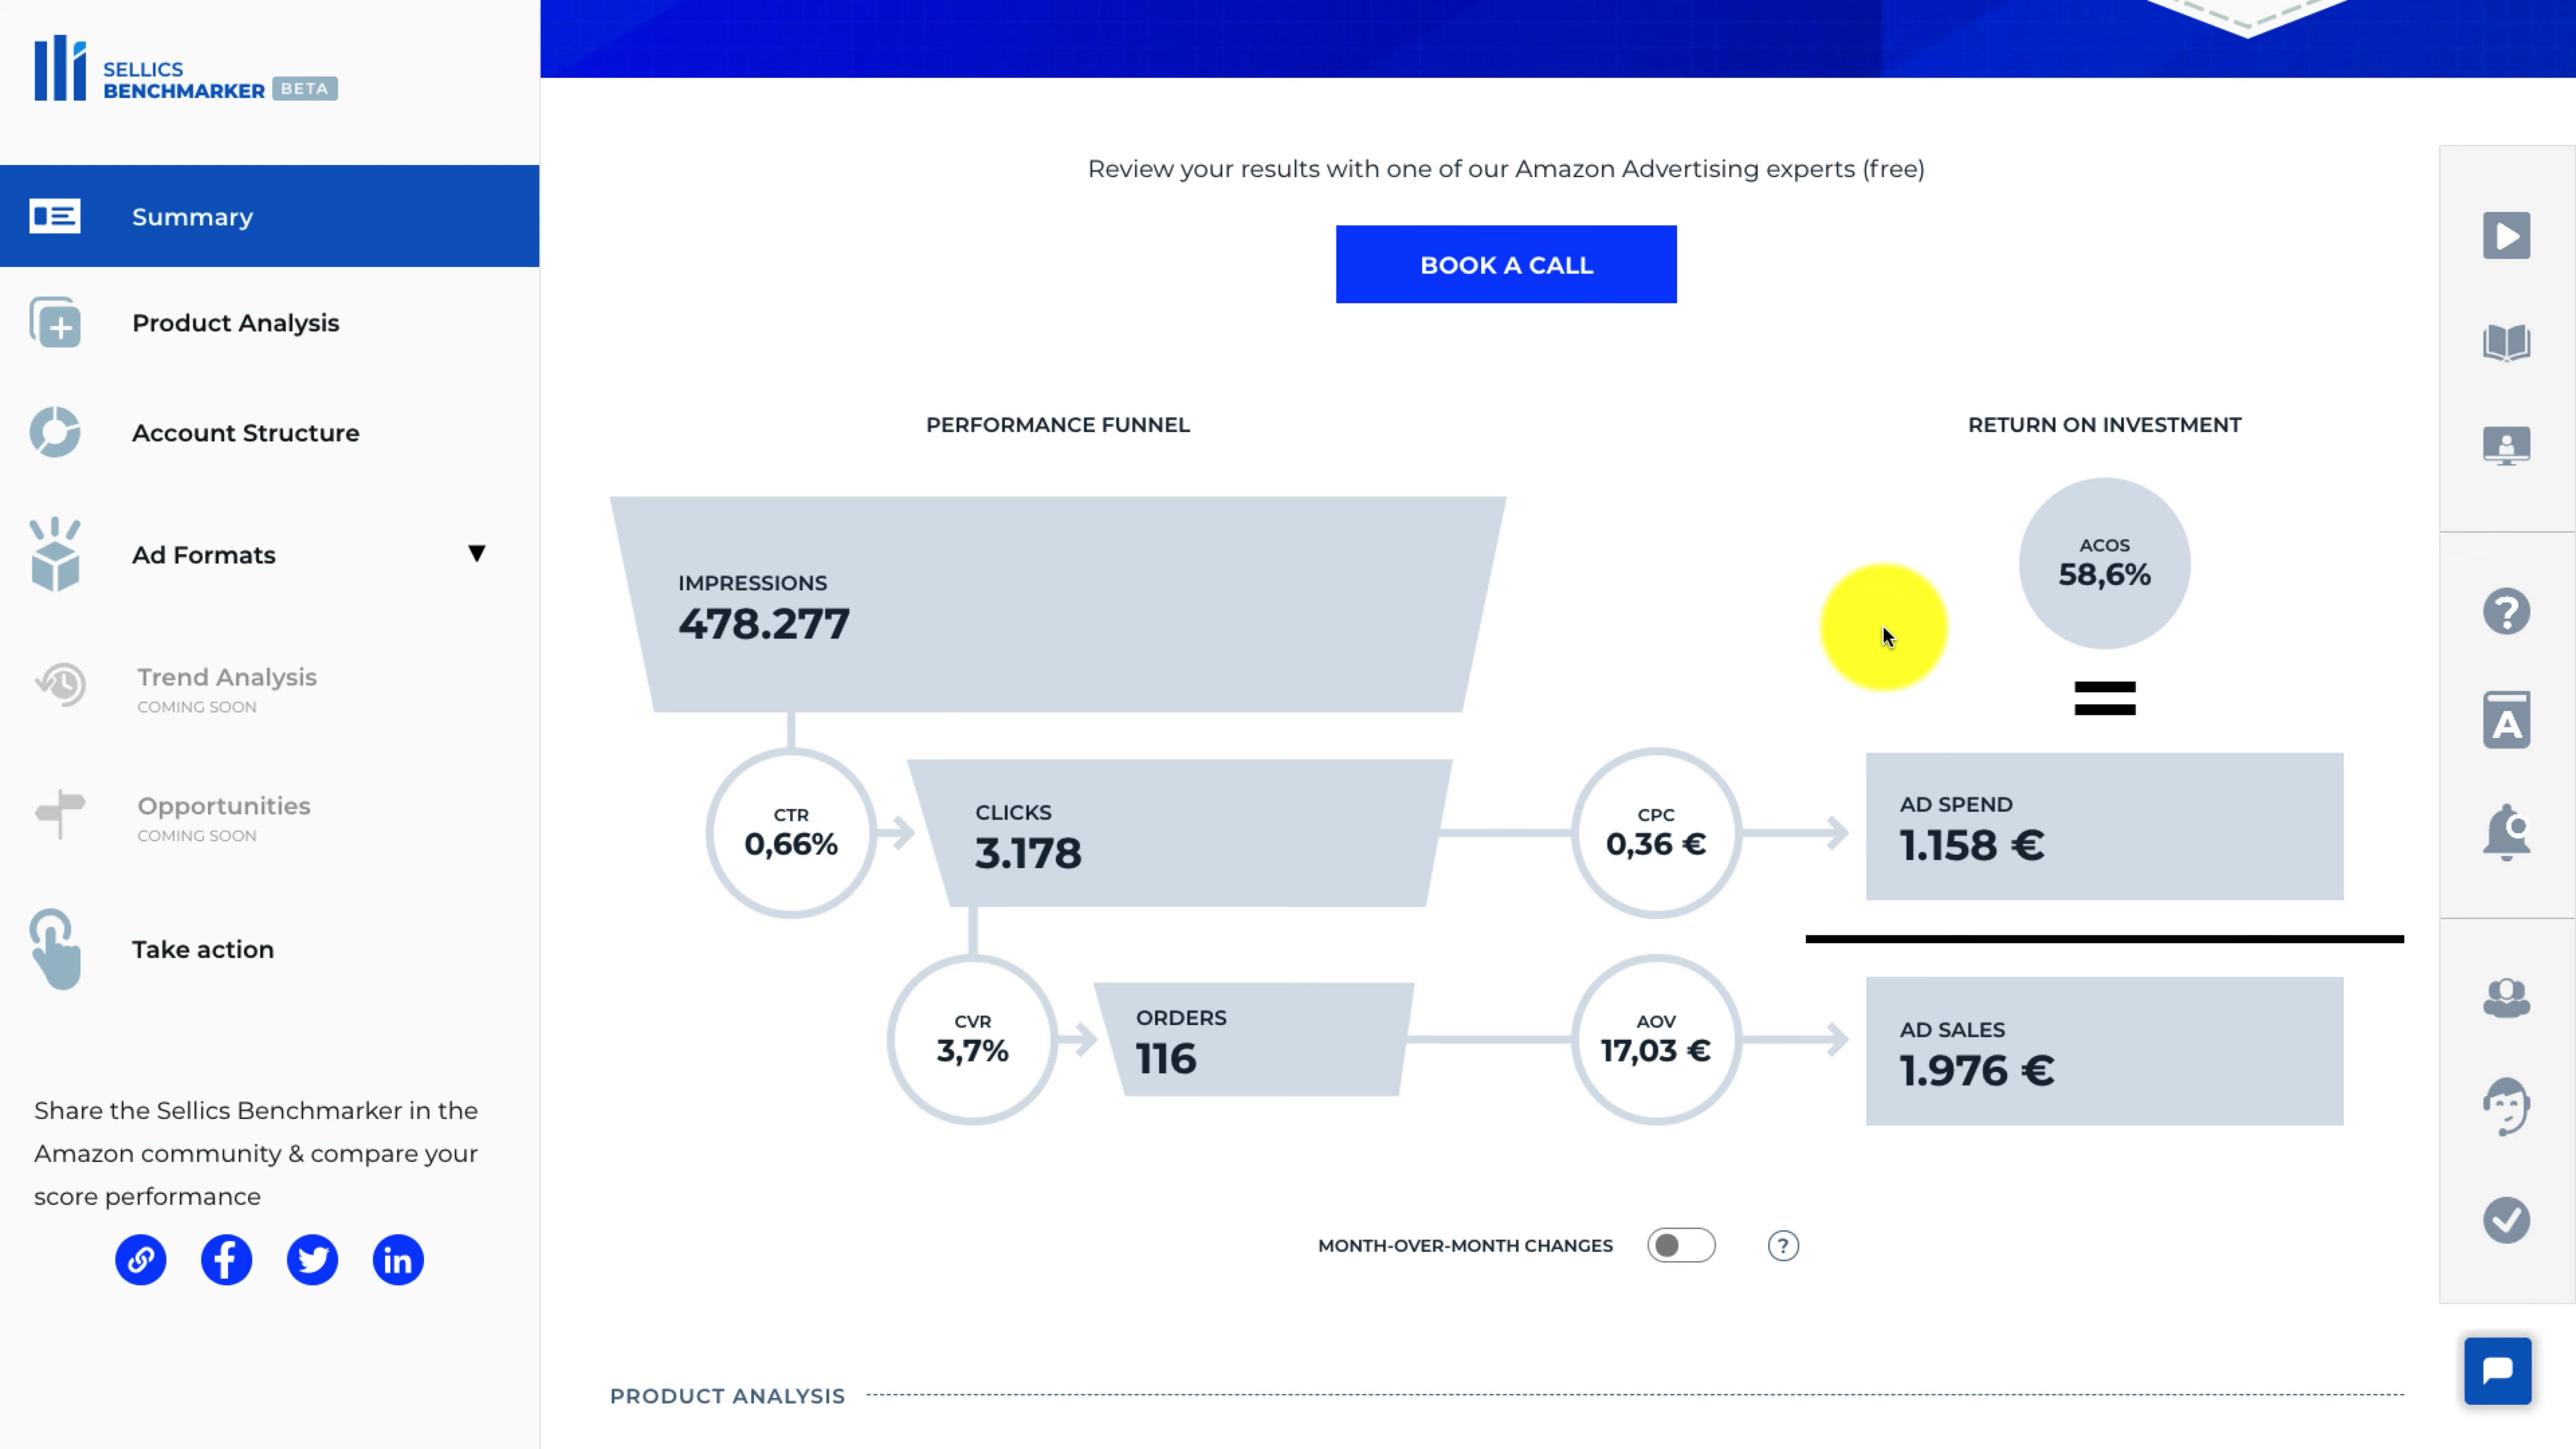 SELLICS
BENCHMARKER BETA
Summary
Product Analysis
Account Structure
Ad Formats
Trend Analysis
COMING SOON
Opportunities
COMING SOON
Take action
Share the Sellics Benchmarker in the
Amazon community & compare your
score performance
Review your results with one of our Amazon Advertising experts (free)
BOOK A CALL
PERFORMANCE FUNNEL
RETURN ON INVESTMENT
IMPRESSIONS
478.277
ACOS
58,6%
CTR
0,66%
CLICKS
3.178
CPC
0,36 €
AD SPEND
1.158 €
CVR
3,7%
ORDERS
116
AOV
17,03 €
AD SALES
1.976 €
MONTH-OVER-MONTH CHANGES
PRODUCT ANALYSIS